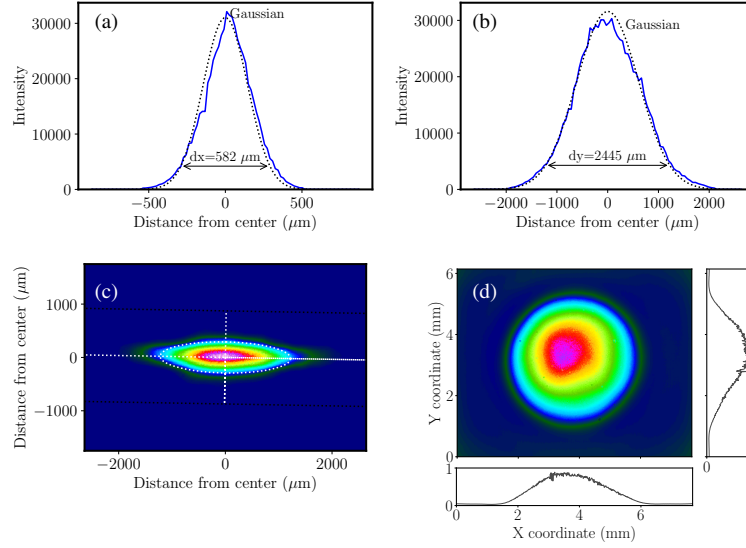 (a)
Gaussian
dx=582 µm
Intensity
30000
20000
10000
0
−500
0
500
Distance from center (µm)
(b)
Gaussian
dy=2445 µm
Intensity
30000
20000
10000
0
−2000
−1000
0
1000
2000
Distance from center (µm)
(c)
Distance from center (µm)
1000
0
−1000
−2000
0
2000
Distance from center (µm)
(d)
Y coordinate (mm)
6
4
2
0
0
1
0
0
2
4
6
X coordinate (mm)